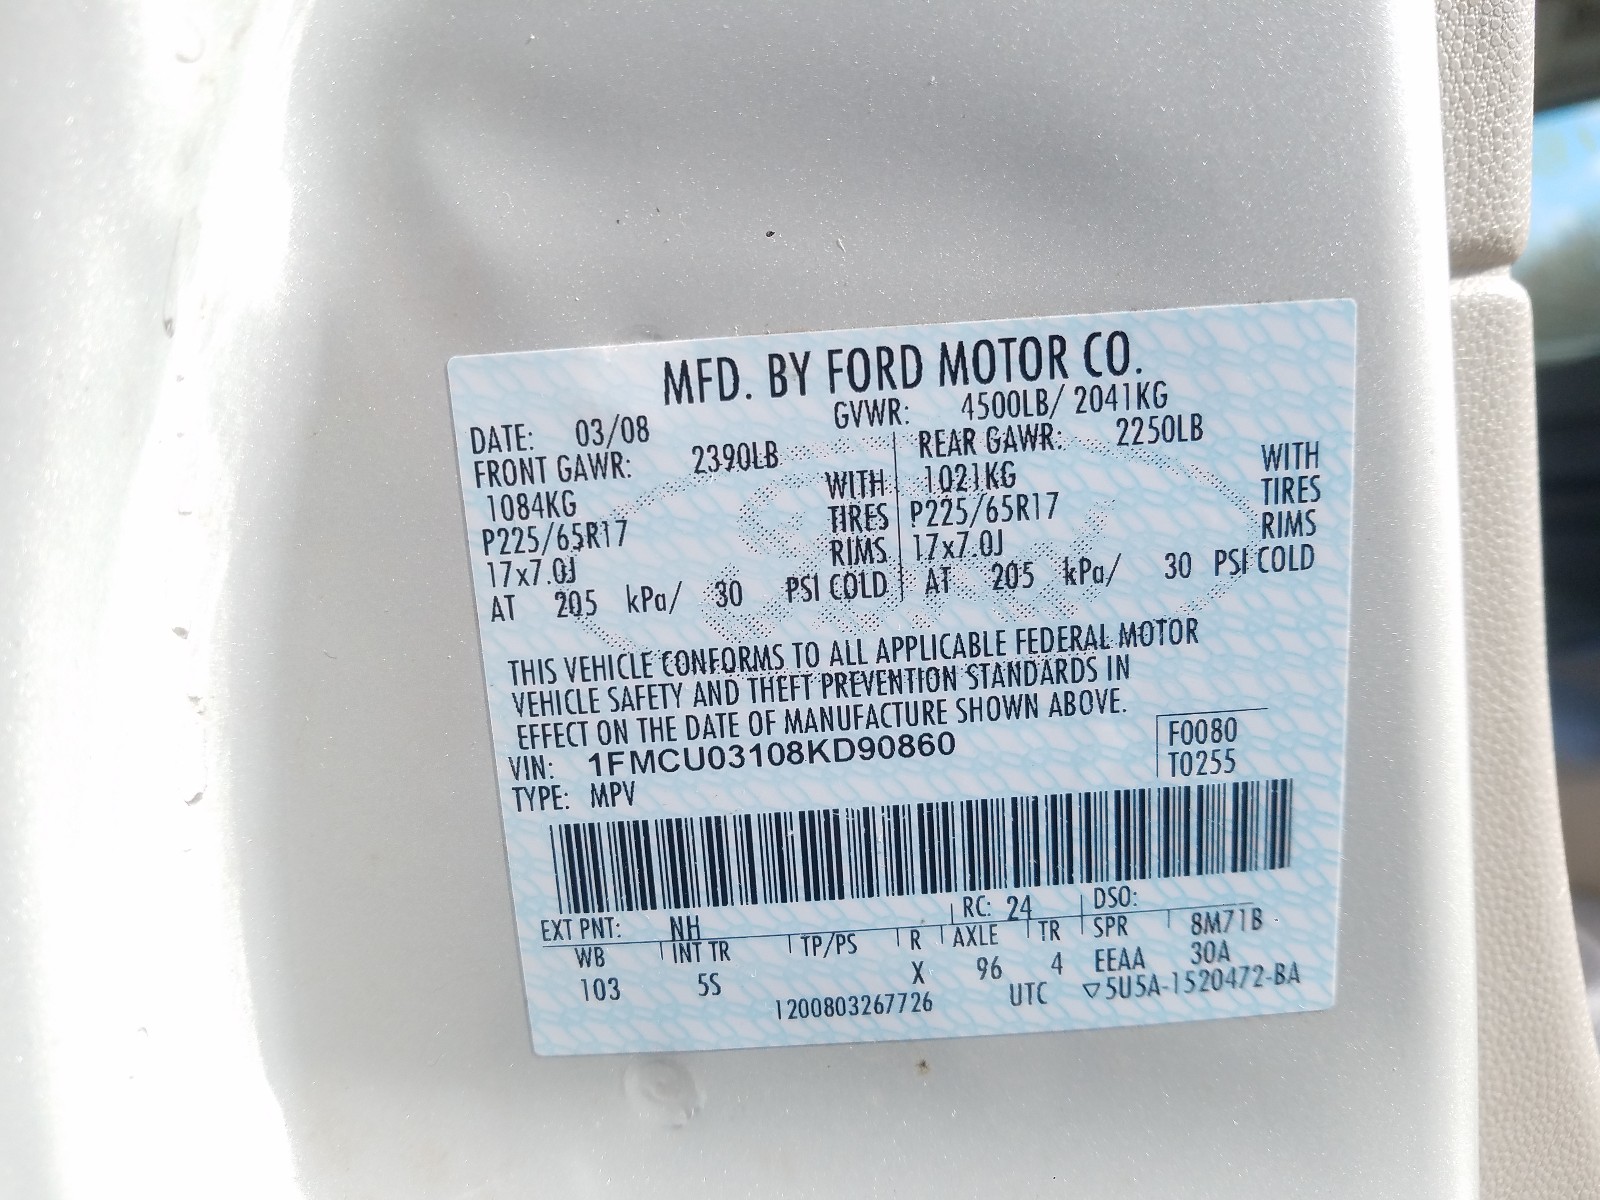 MFD. BY FORD MOTOR CO.
DATE: 03/08 GVWR: 4500LB/ 2041KG
FRONT GAWR: 2390LB REAR GAWR: 2250LB
1084KG WITH 1021KG WITH
P225/65R17 TIRES P225/65R17 TIRES
17x7.0J RIMS 17x7.0J RIMS
AT 205 kPa/ 30 PSI COLD AT 205 kPa/ 30 PSI COLD
THIS VEHICLE CONFORMS TO ALL APPLICABLE FEDERAL MOTOR
VEHICLE SAFETY AND THEFT PREVENTION STANDARDS IN
EFFECT ON THE DATE OF MANUFACTURE SHOWN ABOVE.
VIN: 1FMCU03108KD90860 F0080
TYPE: MPV T0255
EXT PNT: NH RC: 24 DSO:
WB INT TR TP/PS R AXLE TR SPR 8M71B
103 5S X 96 4 EEAA 30A
1200803267726 UTC ▽5U5A-1520472-BA